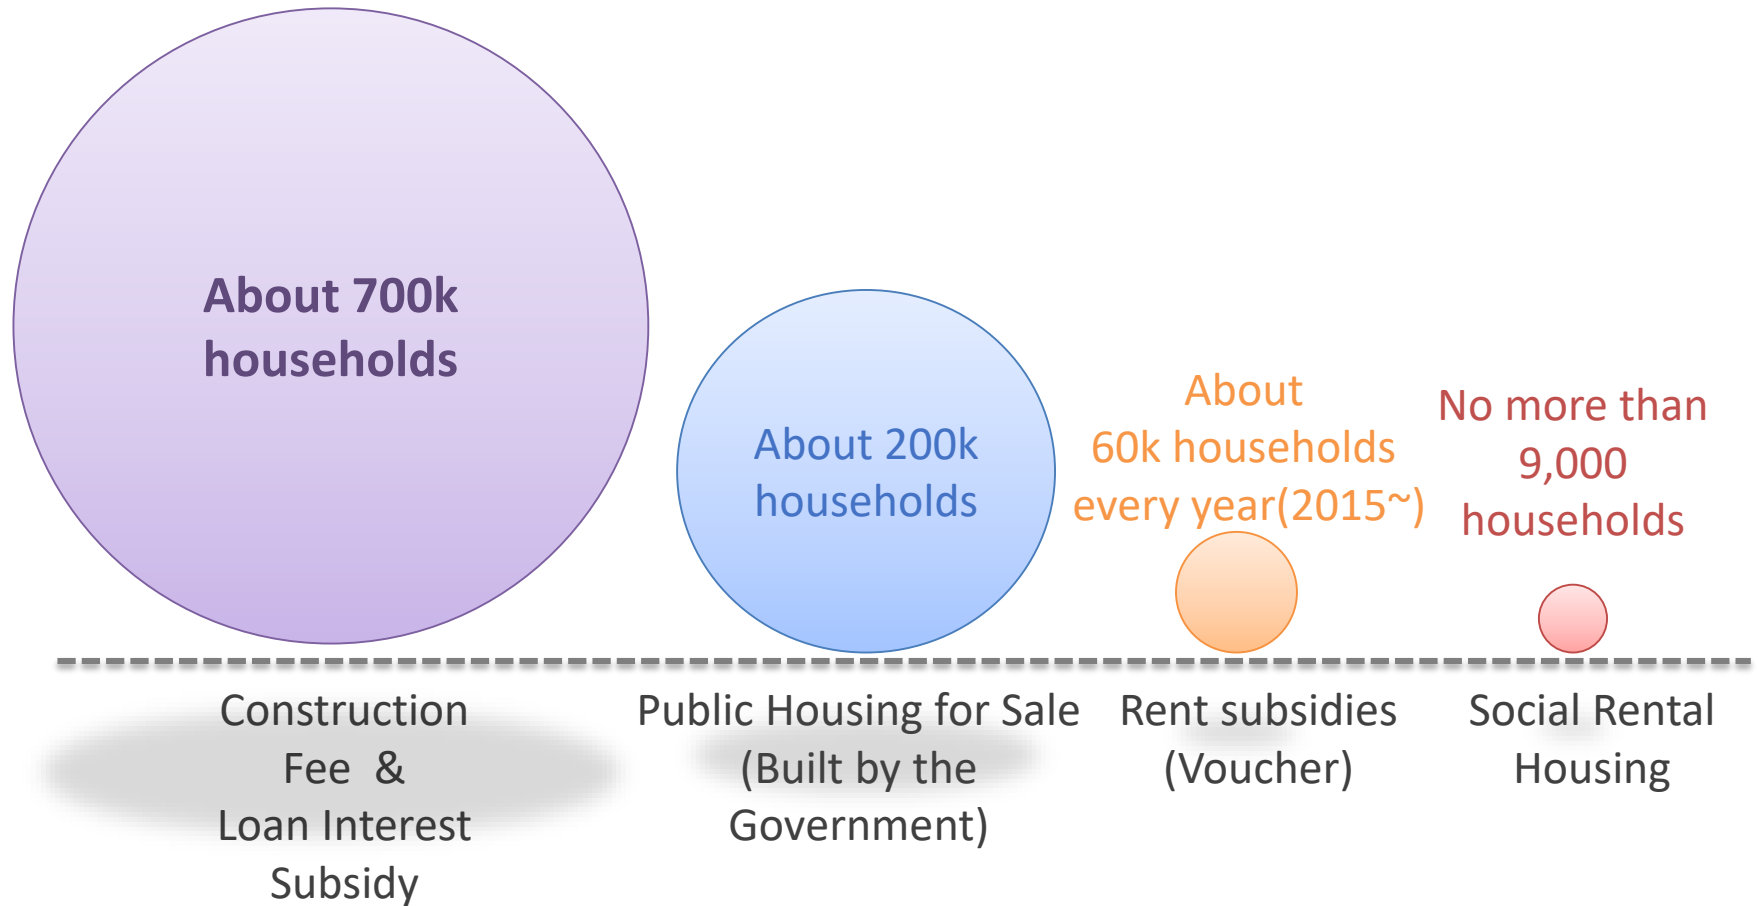 About 700k
households
About 200k
households
About
60k households
every year(2015~)
No more than
9,000
households
Construction
Fee &
Loan Interest
Subsidy
Public Housing for Sale
(Built by the
Government)
Rent subsidies
(Voucher)
Social Rental
Housing